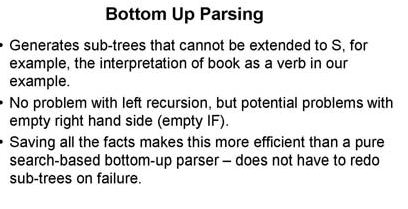 Bottom Up Parsing
• Generates sub-trees that cannot be extended to S, for
example, the interpretation of book as a verb in our
example.
• No problem with left recursion, but potential problems with
empty right hand side (empty IF).
• Saving all the facts makes this more efficient than a pure
search-based bottom-up parser – does not have to redo
sub-trees on failure.